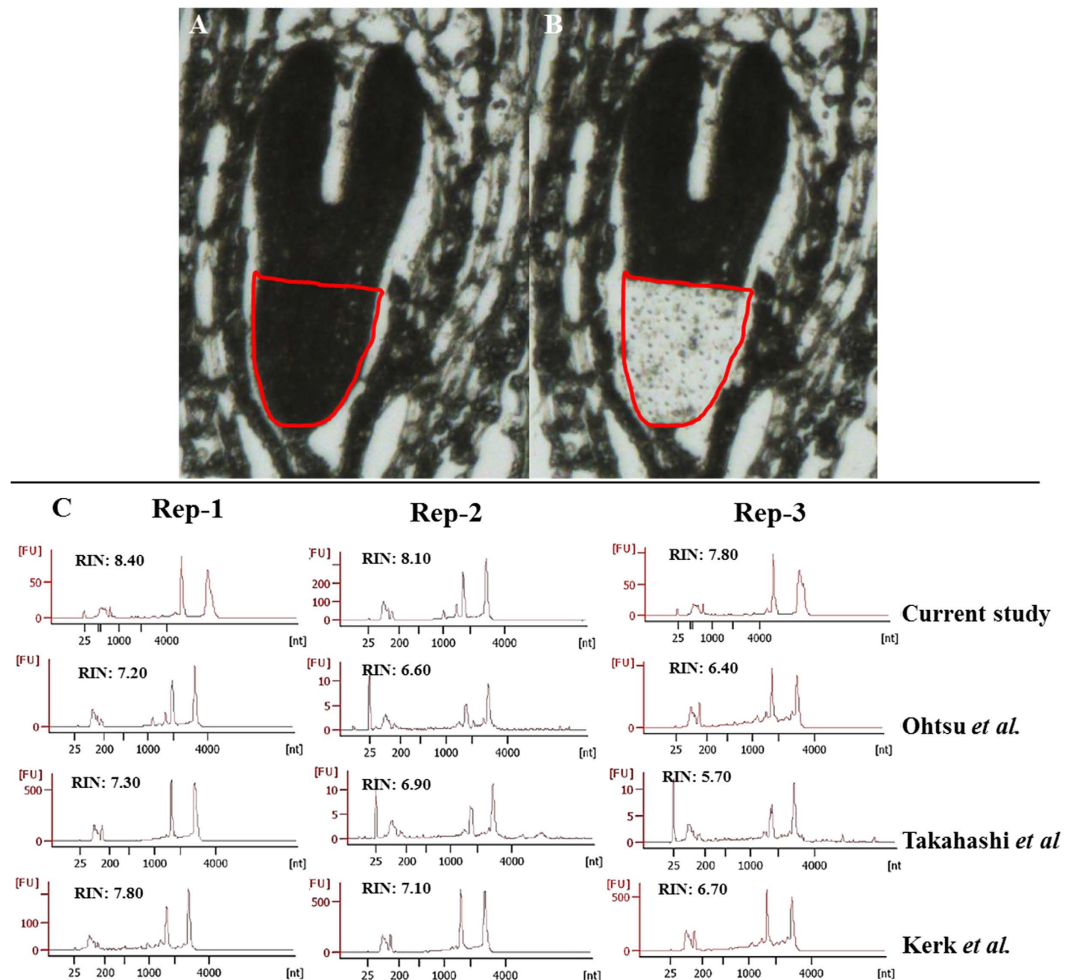 A B
C Rep-1 Rep-2 Rep-3
[FU] RIN: 8.40 50 0 25 1000 4000 [nt]
[FU] RIN: 8.10 200 0 25 200 1000 4000 [nt]
[FU] RIN: 7.80 50 0 25 1000 4000 [nt]
Current study
[FU] RIN: 7.20 0 25 200 1000 4000 [nt]
[FU] RIN: 6.60 10 5 0 25 200 1000 4000 [nt]
[FU] RIN: 6.40 0 25 200 1000 4000 [nt]
Ohtsu et al.
[FU] RIN: 7.30 500 0 25 200 1000 4000 [nt]
[FU] RIN: 6.90 10 5 0 25 200 1000 4000 [nt]
[FU] RIN: 5.70 10 5 0 25 200 1000 4000 [nt
Takahashi et al
[FU] RIN: 7.80 100 0 25 200 1000 4000 [nt]
[FU] RIN: 7.10 500 0 25 200 1000 4000 [nt]
[FU] RIN: 6.70 500 0 25 200 1000 4000 [nt]
Kerk et al.